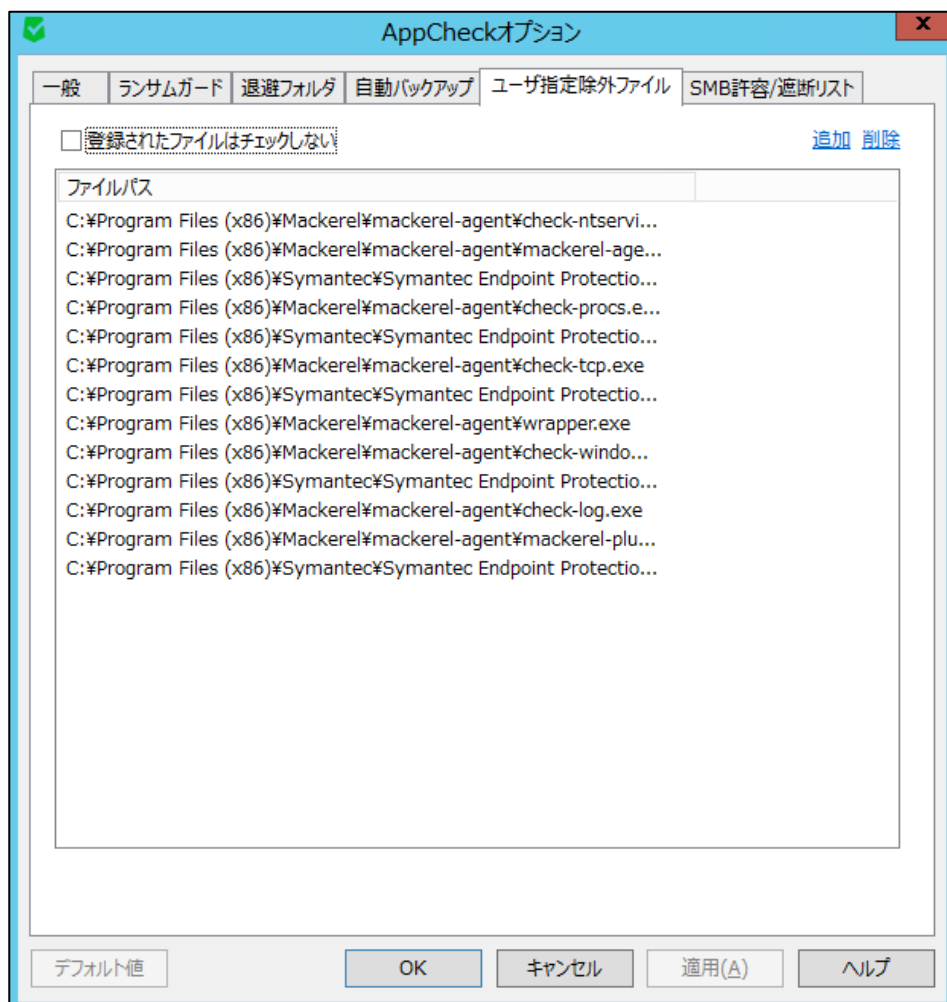 AppCheckオプション
x
一般 ランサムガード 退避フォルダ 自動バックアップ ユーザ指定除外ファイル SMB許容/遮断リスト
登録されたファイルはチェックしない 追加 削除
ファイルパス
C:¥Program Files (x86)¥Mackerel¥mackerel-agent¥check-ntservi...
C:¥Program Files (x86)¥Mackerel¥mackerel-agent¥mackerel-age...
C:¥Program Files (x86)¥Symantec¥Symantec Endpoint Protectio...
C:¥Program Files (x86)¥Mackerel¥mackerel-agent¥check-procs.e...
C:¥Program Files (x86)¥Symantec¥Symantec Endpoint Protectio...
C:¥Program Files (x86)¥Mackerel¥mackerel-agent¥check-tcp.exe
C:¥Program Files (x86)¥Symantec¥Symantec Endpoint Protectio...
C:¥Program Files (x86)¥Mackerel¥mackerel-agent¥wrapper.exe
C:¥Program Files (x86)¥Mackerel¥mackerel-agent¥check-windo...
C:¥Program Files (x86)¥Symantec¥Symantec Endpoint Protectio...
C:¥Program Files (x86)¥Mackerel¥mackerel-agent¥check-log.exe
C:¥Program Files (x86)¥Mackerel¥mackerel-agent¥mackerel-plu...
C:¥Program Files (x86)¥Symantec¥Symantec Endpoint Protectio...
デフォルト値 OK キャンセル 適用(A) ヘルプ